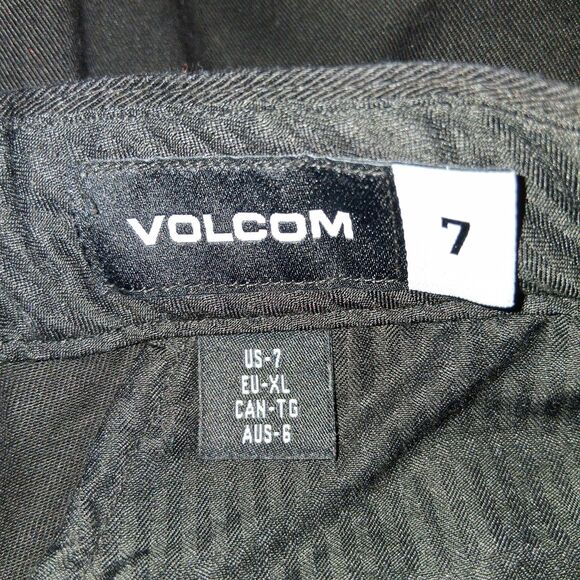 VOLCOM
7
US-7
EU-XL
CAN-TG
AUS-6